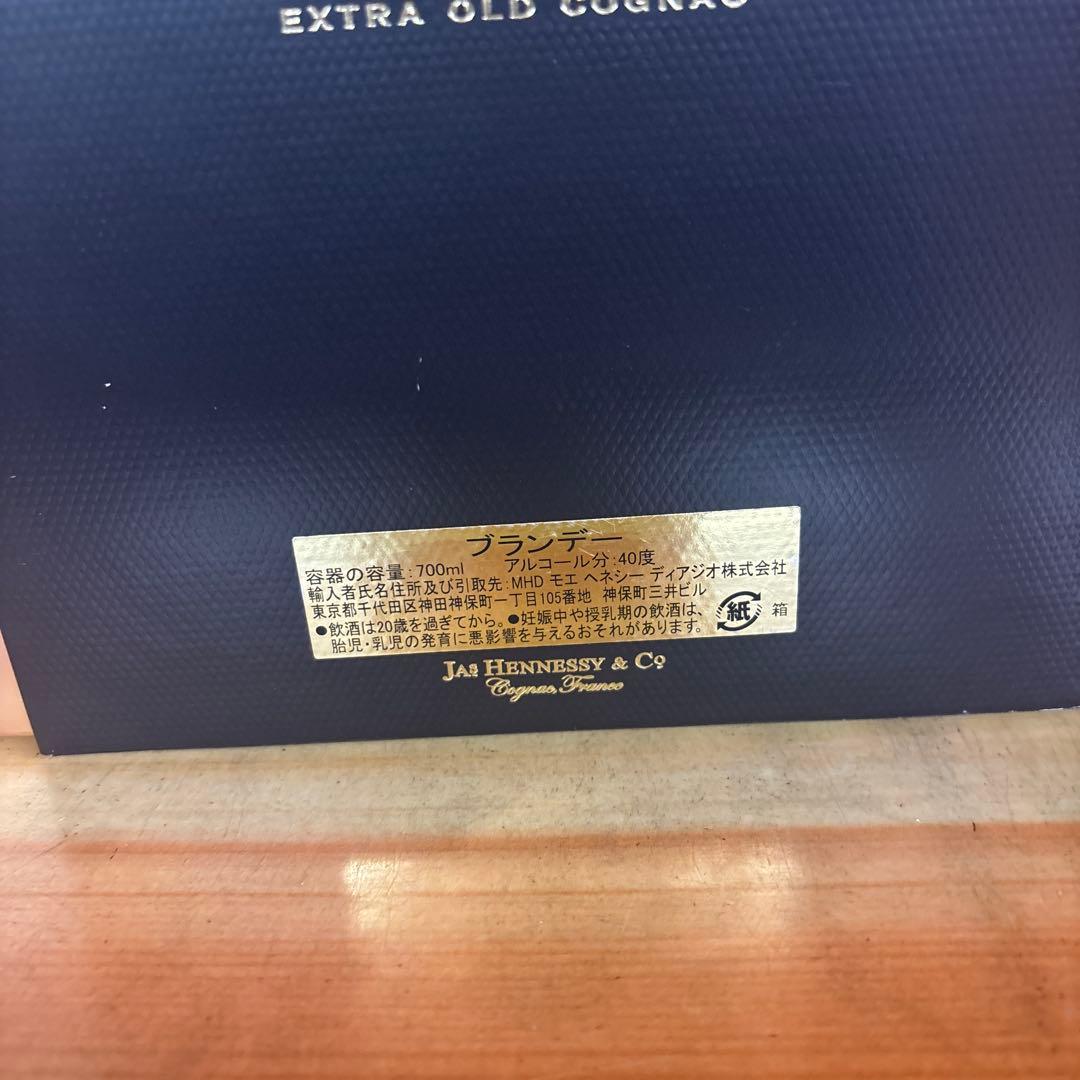 EXTRA OLD COGNAC
ブランデー
容器の容量:700ml アルコール分:40度
輸入者氏名住所及び引取先:MHD モエ ヘネシー ディアジオ株式会社
東京都千代田区神田神保町一丁目105番地 神保町三井ビル
●飲酒は20歳を過ぎてから。●妊娠中や授乳期の飲酒は、
胎児・乳児の発育に悪影響を与えるおそれがあります。
紙 箱
JAS HENNESSY & CO
Cognac, France